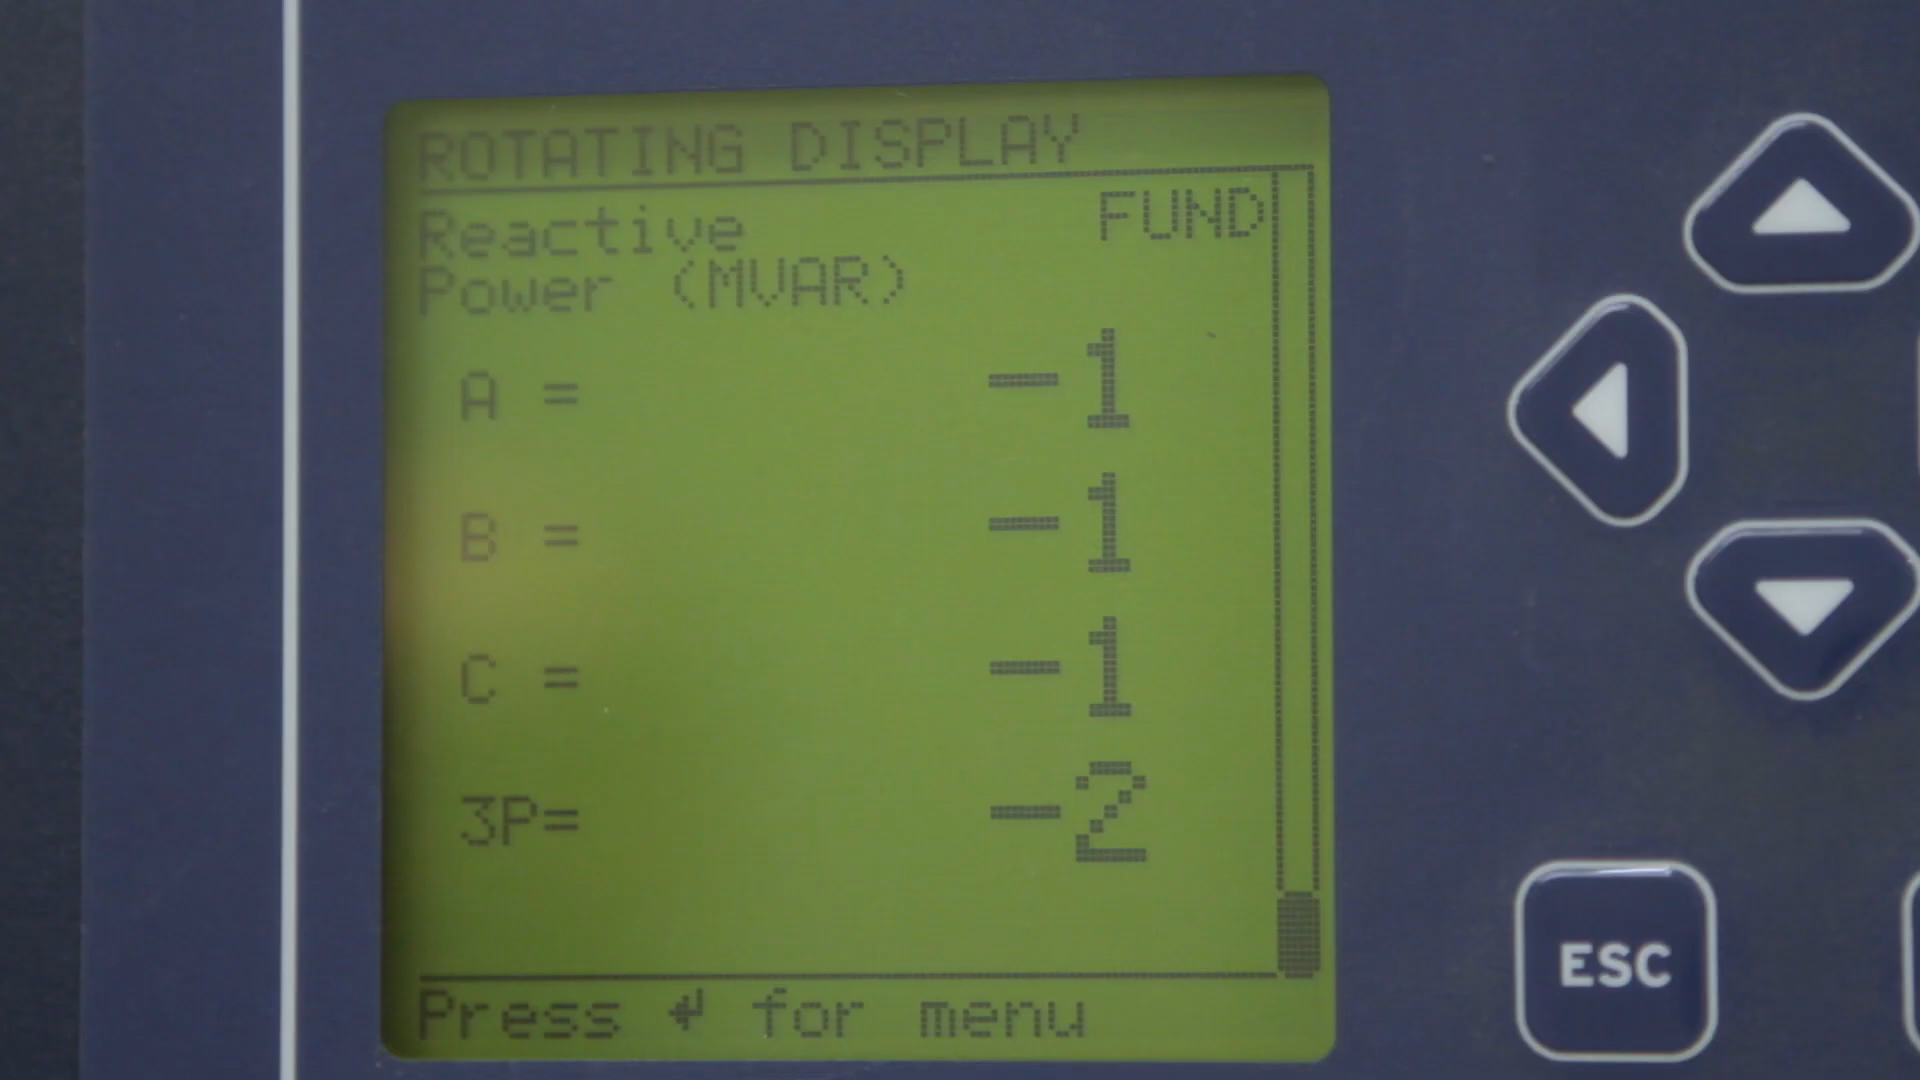 ROTATING DISPLAY
Reactive FUND
Power (MVAR)
A = -1
B = -1
C = -1
3P= -2
Press ↲ for menu
ESC